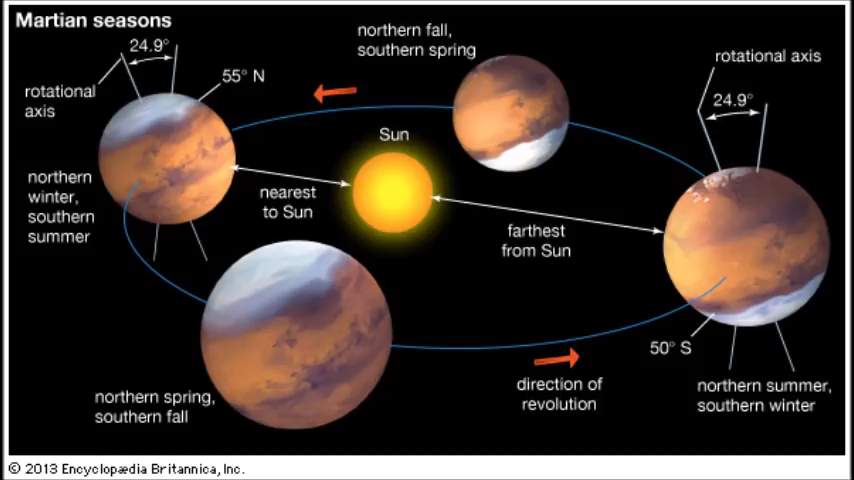 Martian seasons
24.9°
rotational
axis
55° N
northern
winter,
southern
summer
northern fall,
southern spring
Sun
nearest
to Sun
farthest
from Sun
rotational axis
24.9°
50° S
northern summer,
southern winter
northern spring,
southern fall
direction of
revolution
© 2013 Encyclopædia Britannica, Inc.